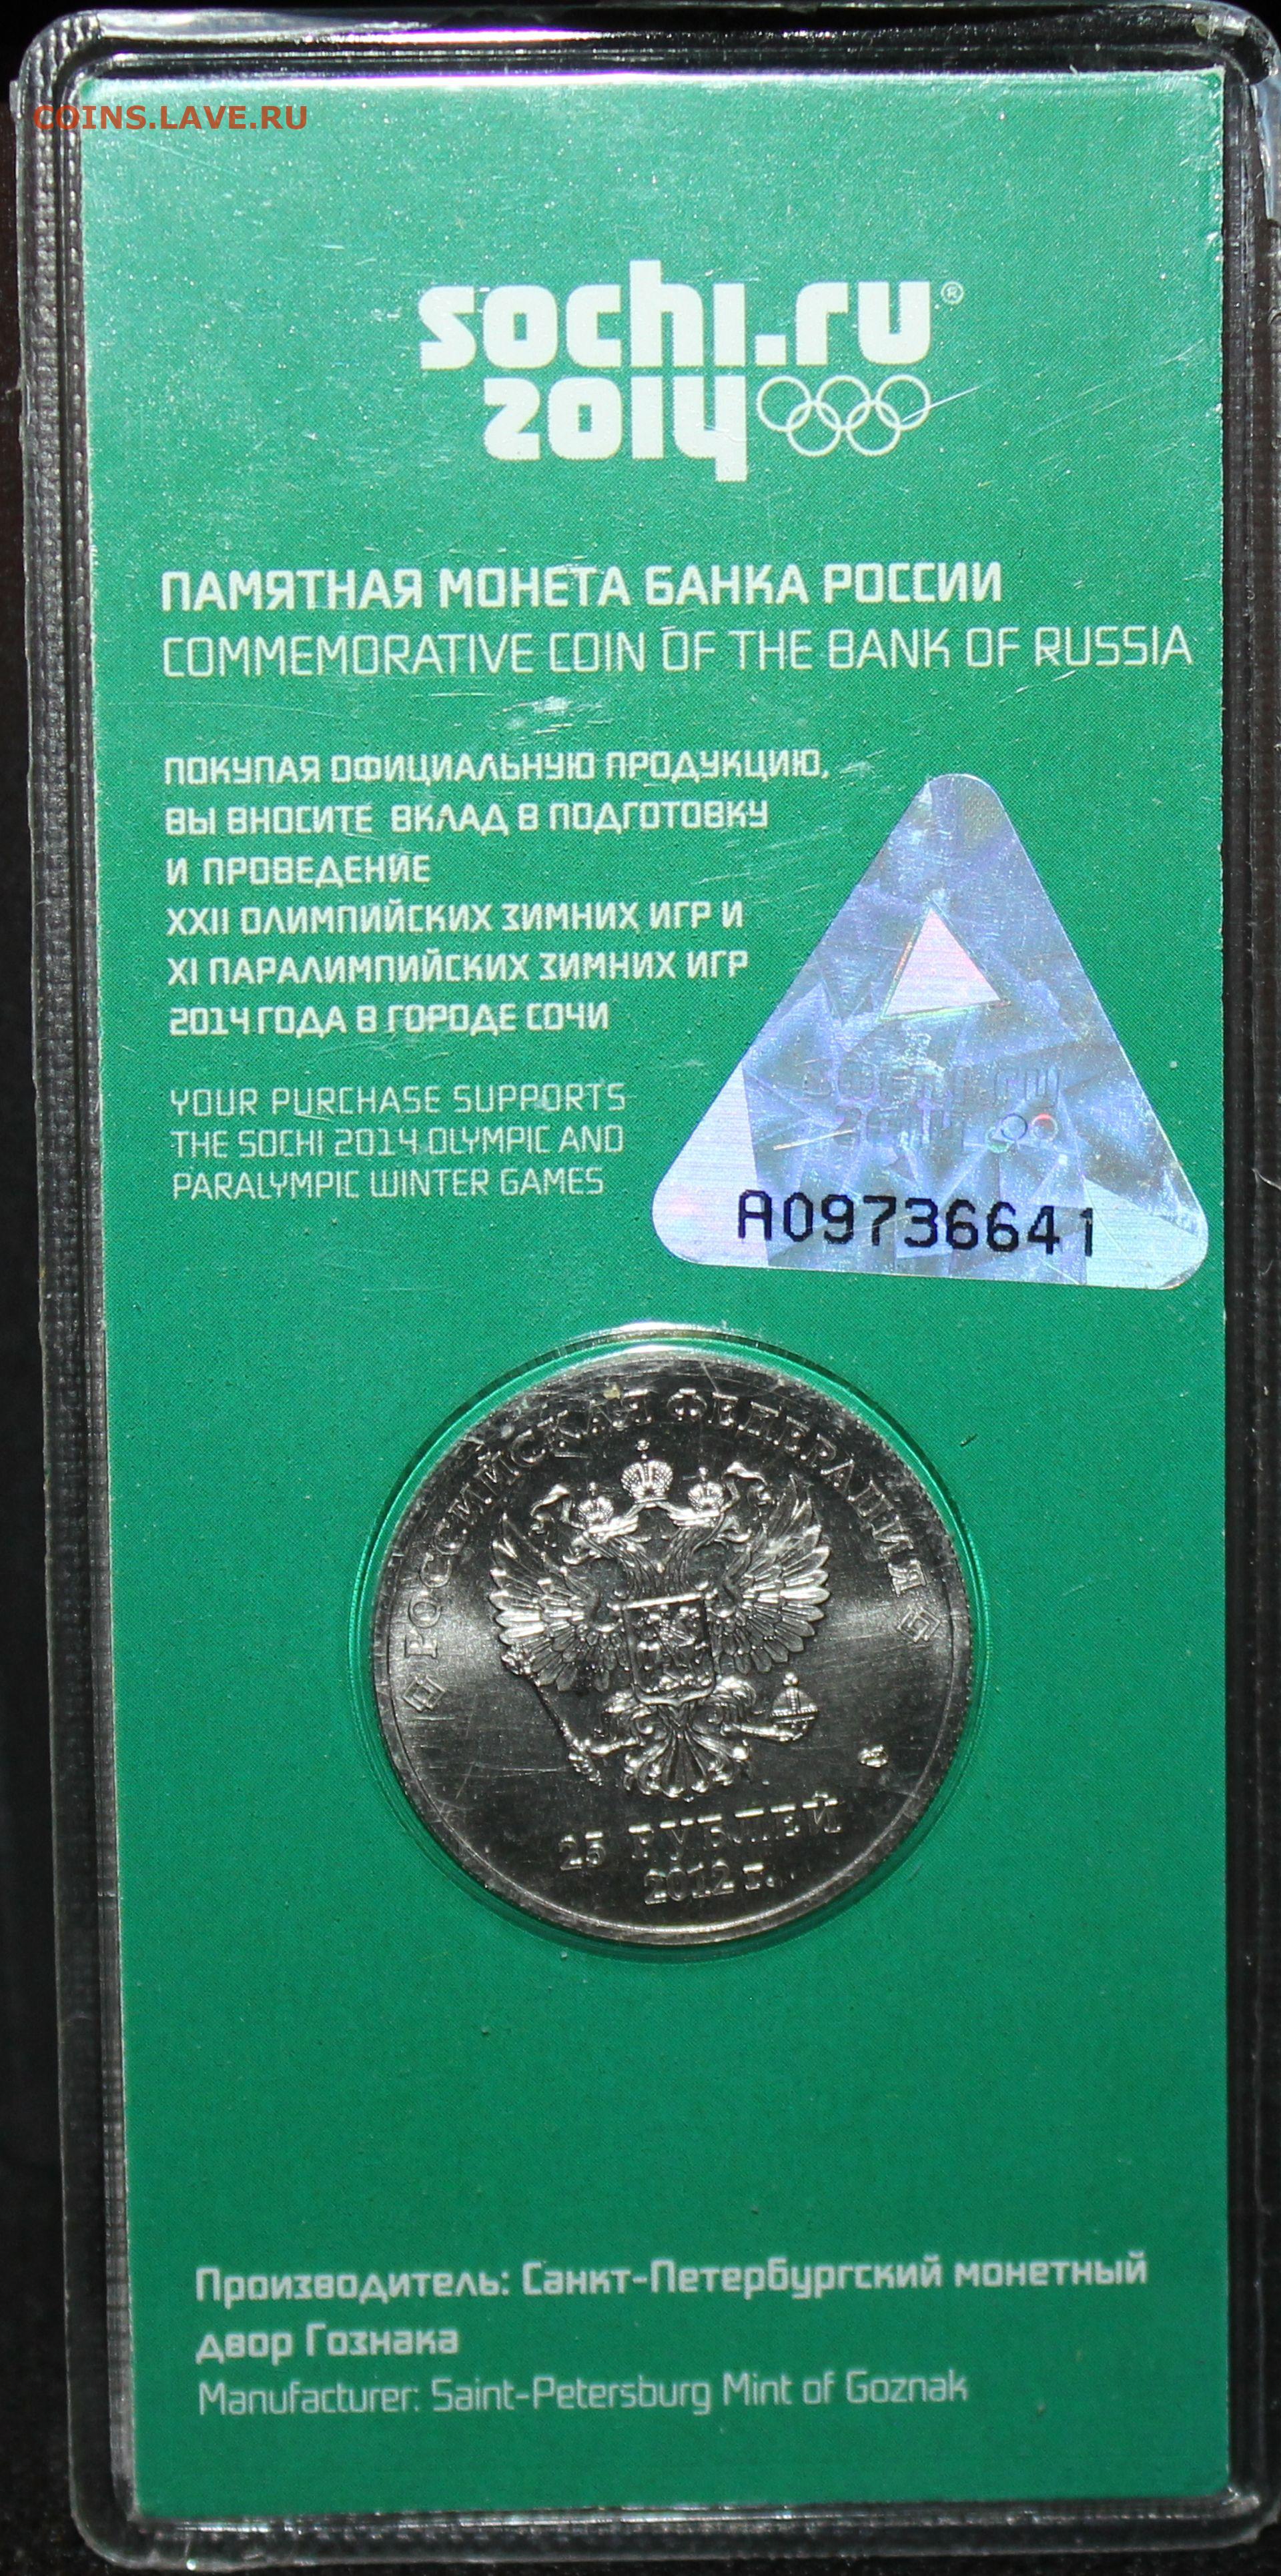 COINS.LAVE.RU
sochi.ru®
2014
ПАМЯТНАЯ МОНЕТА БАНКА РОССИИ
COMMEMORATIVE COIN OF THE BANK OF RUSSIA
ПОКУПАЯ ОФИЦИАЛЬНУЮ ПРОДУКЦИЮ,
ВЫ ВНОСИТЕ ВКЛАД В ПОДГОТОВКУ
И ПРОВЕДЕНИЕ
XXII ОЛИМПИЙСКИХ ЗИМНИХ ИГР И
XI ПАРАЛИМПИЙСКИХ ЗИМНИХ ИГР
2014 ГОДА В ГОРОДЕ СОЧИ
YOUR PURCHASE SUPPORTS
THE SOCHI 2014 OLYMPIC AND
PARALYMPIC WINTER GAMES
sochi.ru
2014
A09736641
РОССИЙСКАЯ ФЕДЕРАЦИЯ
25 РУБЛЕЙ
2012 г.
Производитель: Санкт-Петербургский монетный
двор Гознака
Manufacturer: Saint-Petersburg Mint of Goznak